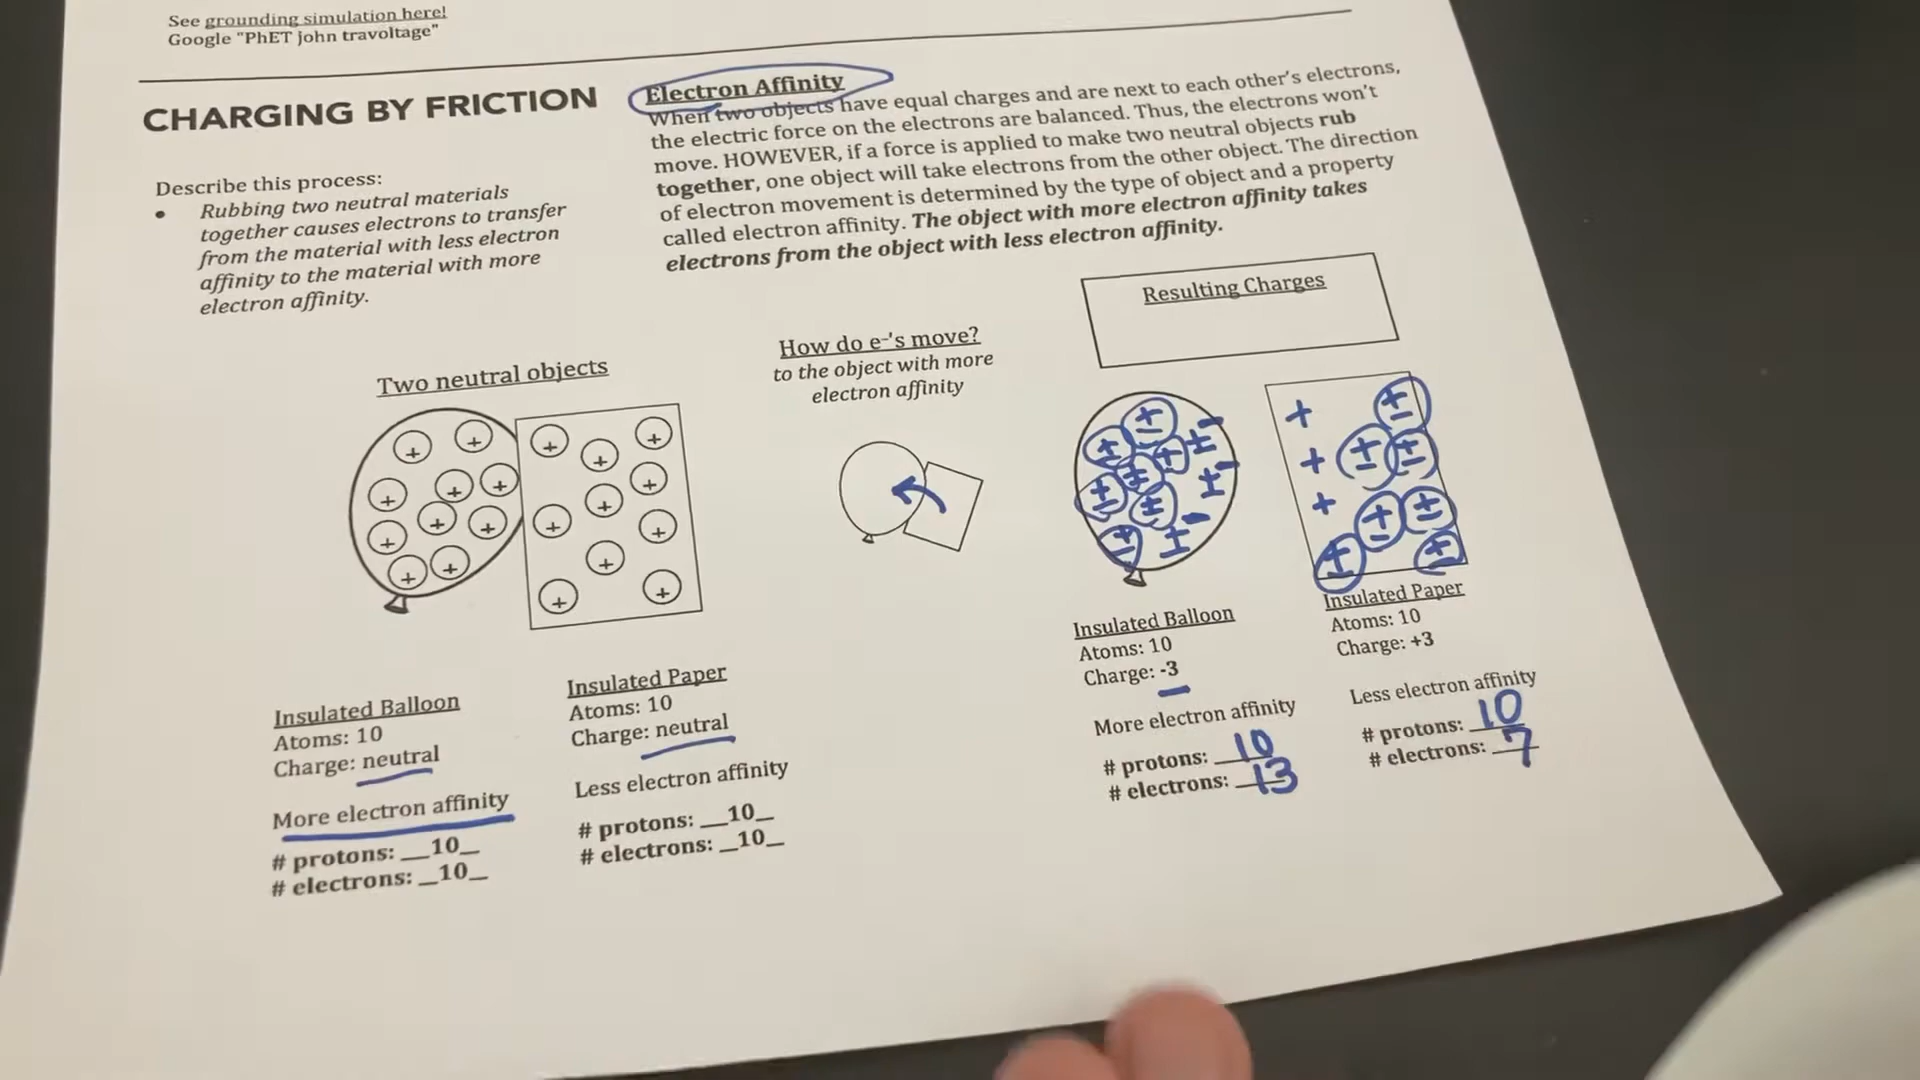 See grounding simulation here!
Google "PhET john travoltage"
CHARGING BY FRICTION
Describe this process:
• Rubbing two neutral materials
together causes electrons to transfer
from the material with less electron
affinity to the material with more
electron affinity.
Electron Affinity
When two objects have equal charges and are next to each other's electrons,
the electric force on the electrons are balanced. Thus, the electrons won't
move. HOWEVER, if a force is applied to make two neutral objects rub
together, one object will take electrons from the other object. The direction
of electron movement is determined by the type of object and a property
called electron affinity. The object with more electron affinity takes
electrons from the object with less electron affinity.
Two neutral objects
How do e-'s move?
to the object with more
electron affinity
Resulting Charges
Insulated Balloon
Atoms: 10
Charge: neutral
More electron affinity
# protons: __10_
# electrons: _10_
Insulated Paper
Atoms: 10
Charge: neutral
Less electron affinity
# protons: __10_
# electrons: _10_
Insulated Balloon
Atoms: 10
Charge: -3
More electron affinity
# protons: 10
# electrons: 13
Insulated Paper
Atoms: 10
Charge: +3
Less electron affinity
# protons: 10
# electrons: 7